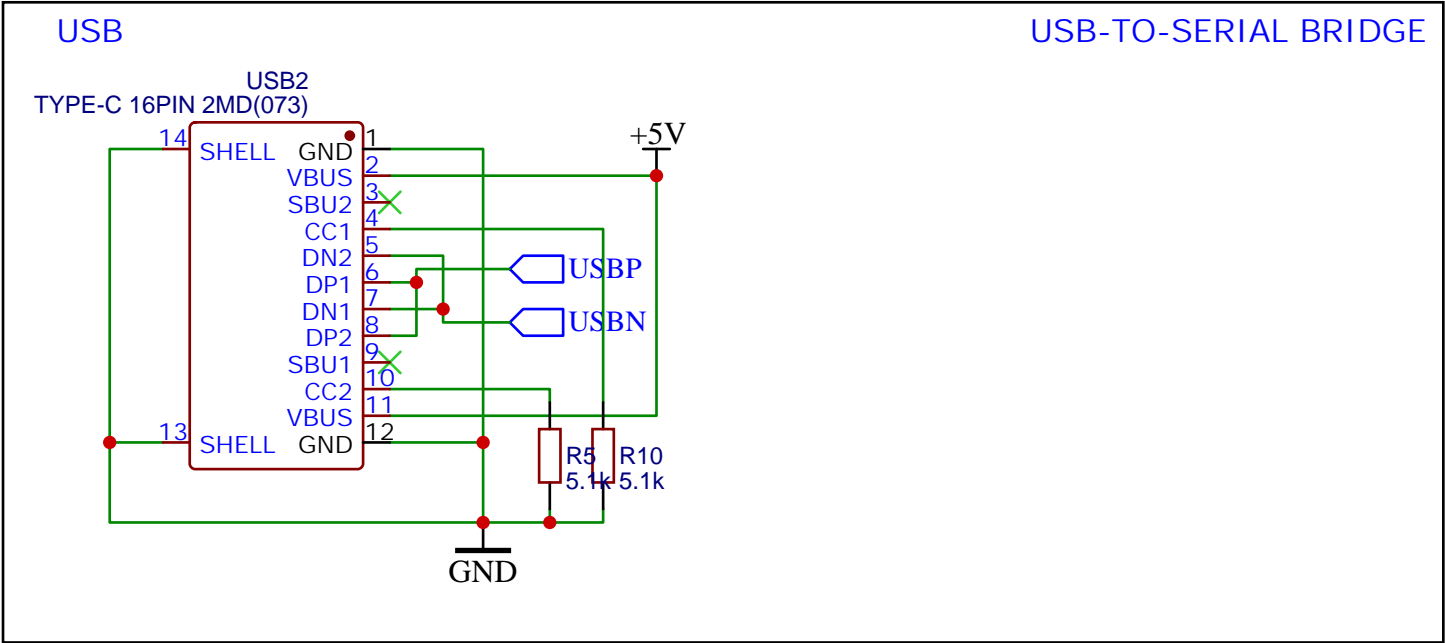 USB
USB-TO-SERIAL BRIDGE
USB2
TYPE-C 16PIN 2MD(073)
14
SHELL
GND
1
VBUS
2
SBU2
3
CC1
4
DN2
5
DP1
6
DN1
7
DP2
8
SBU1
9
CC2
10
VBUS
11
13
SHELL
GND
12
+5V
USBP
USBN
R5
5.1k
R10
5.1k
GND